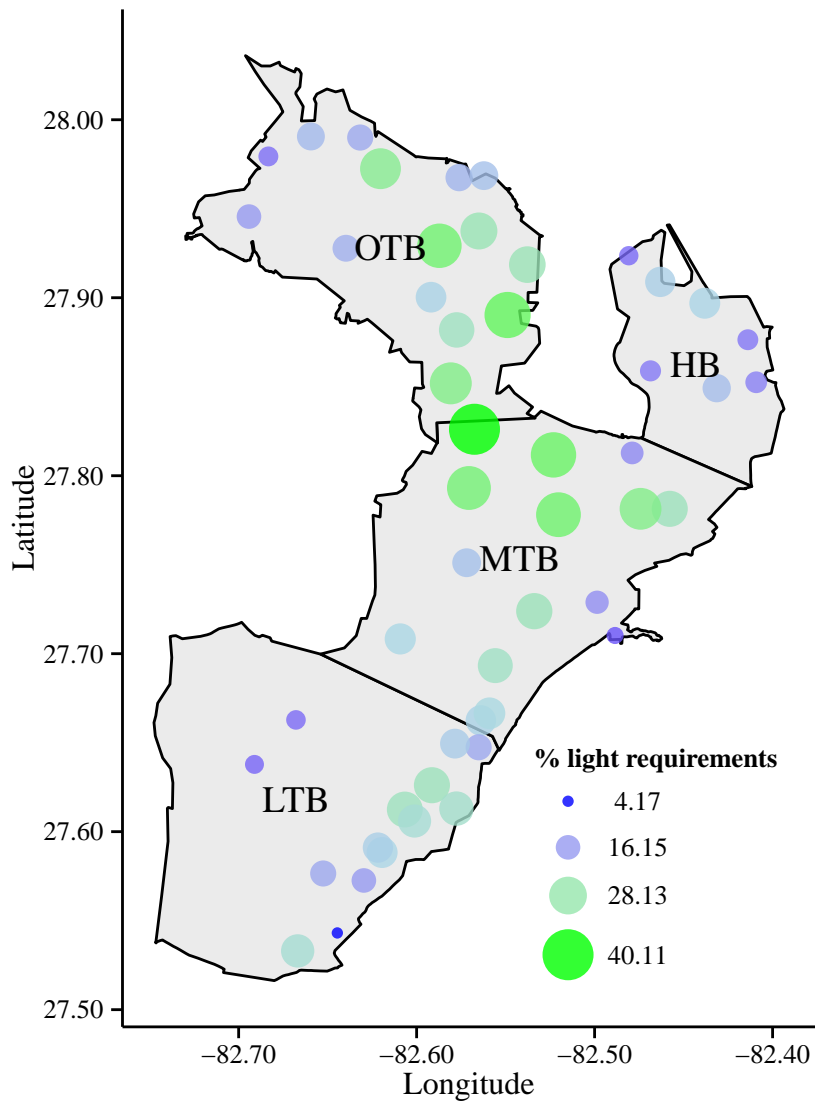 28.00
27.90
27.80
27.70
27.60
27.50
Latitude
OTB
HB
MTB
LTB
% light requirements
4.17
16.15
28.13
40.11
−82.70
−82.60
−82.50
−82.40
Longitude